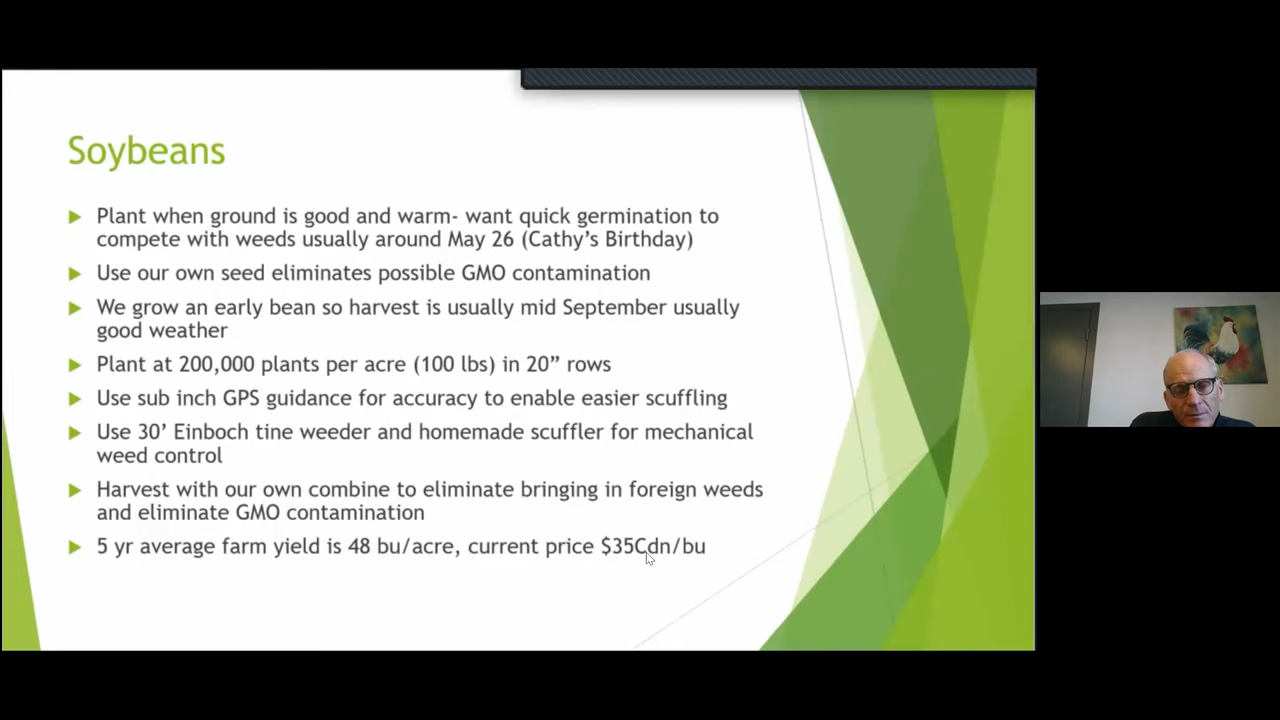 Soybeans
Plant when ground is good and warm- want quick germination to
compete with weeds usually around May 26 (Cathy’s Birthday)
Use our own seed eliminates possible GMO contamination
We grow an early bean so harvest is usually mid September usually
good weather
Plant at 200,000 plants per acre (100 lbs) in 20” rows
Use sub inch GPS guidance for accuracy to enable easier scuffling
Use 30’ Einboch tine weeder and homemade scuffler for mechanical
weed control
Harvest with our own combine to eliminate bringing in foreign weeds
and eliminate GMO contamination
5 yr average farm yield is 48 bu/acre, current price $35Cdn/bu